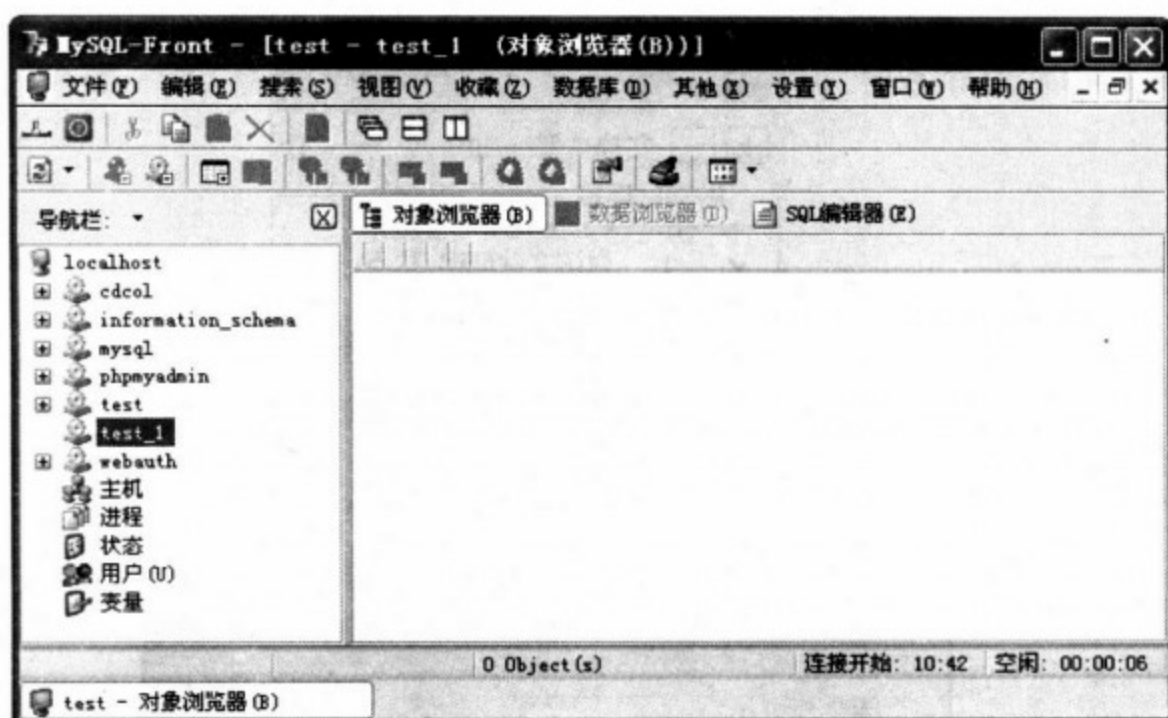 MySQL-Front - [test - test_1 (对象浏览器(B))]
文件(F) 编辑(E) 搜索(S) 视图(V) 收藏(Z) 数据库(D) 其他(X) 设置(Y) 窗口(W) 帮助(H)
导航栏:
对象浏览器(B) 数据浏览器(D) SQL编辑器(E)
localhost
cdcol
information_schema
mysql
phpmyadmin
test
test_1
webauth
主机
进程
状态
用户(U)
变量
0 Object(s) 连接开始: 10:42 空闲: 00:00:06
test - 对象浏览器(B)